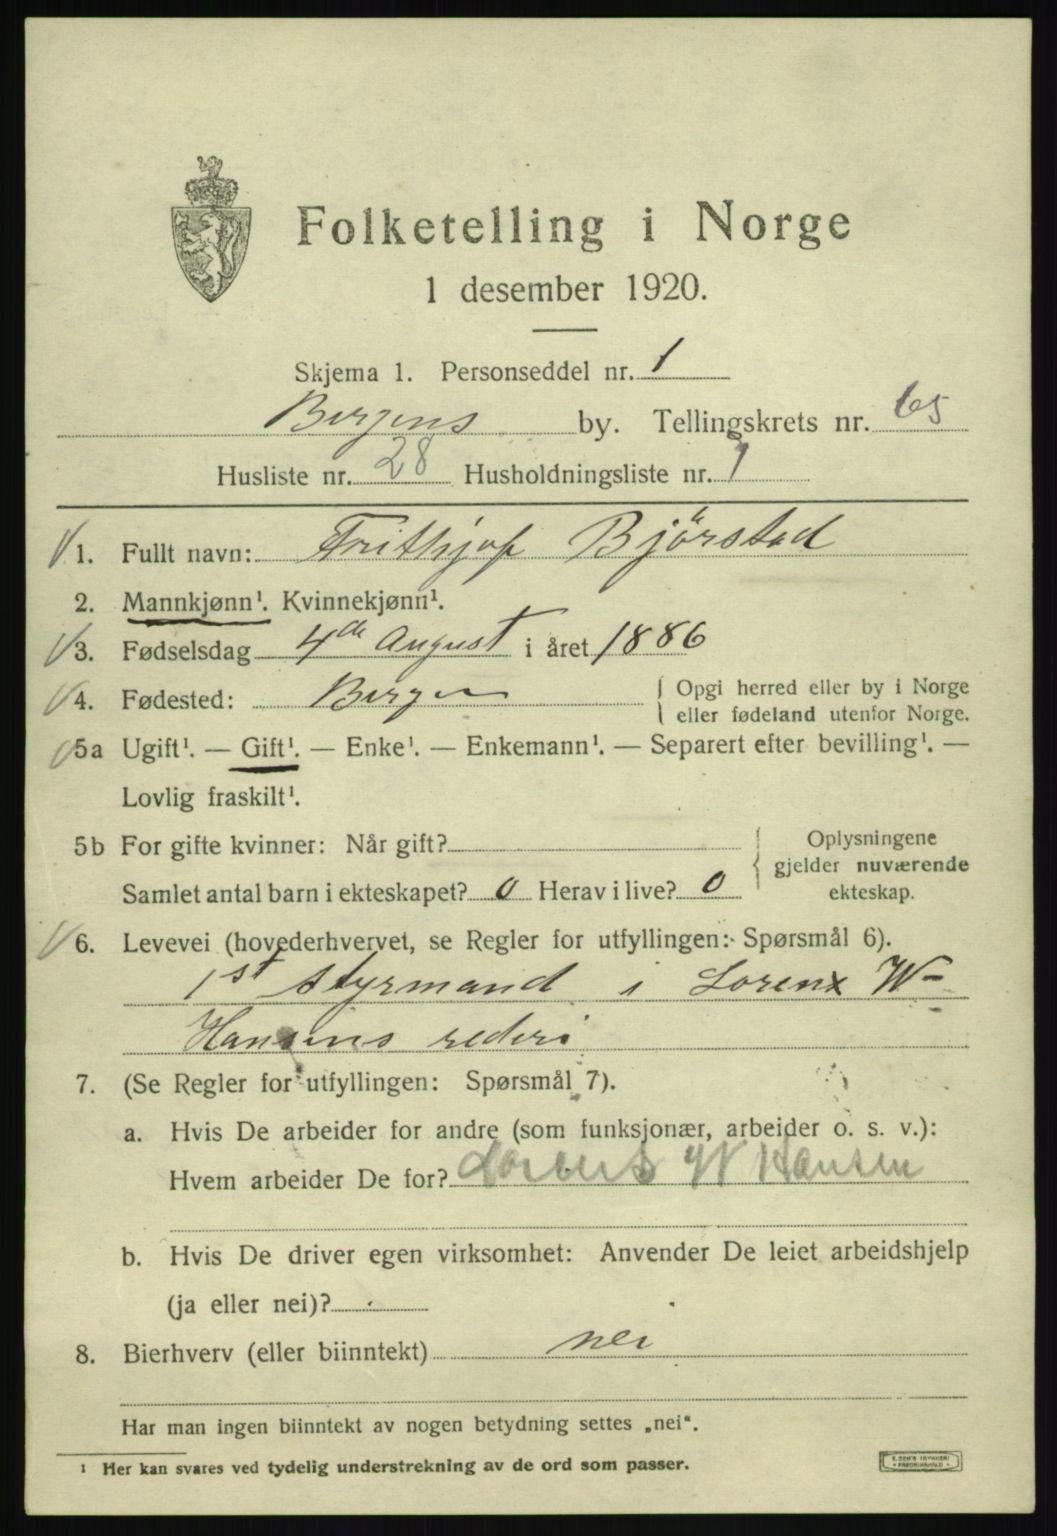 Folketelling i Norge
1 desember 1920.
Skjema 1. Personseddel nr. 1
Bergens by. Tellingskrets nr. 65
Husliste nr. 28 Husholdningsliste nr. 1
1. Fullt navn: Frithjof Björstad
2. Mannkjønn¹. Kvinnekjønn¹.
3. Fødselsdag 4de August i året 1886
4. Fødested: Bergen { Opgi herred eller by i Norge
eller fødeland utenfor Norge.
5a Ugift¹. — Gift¹. — Enke¹. — Enkemann¹. — Separert efter bevilling¹. —
Lovlig fraskilt¹.
5b For gifte kvinner: Når gift? { Oplysningene
gjelder nuværende
Samlet antal barn i ekteskapet? 0 Herav i live? 0 ekteskap.
6. Levevei (hovederhvervet, se Regler for utfyllingen: Spørsmål 6).
1st styrmand i Lorenz W-
Hansens rederi
7. (Se Regler for utfyllingen: Spørsmål 7).
a. Hvis De arbeider for andre (som funksjonær, arbeider o. s. v.):
Hvem arbeider De for? W Hansen
b. Hvis De driver egen virksomhet: Anvender De leiet arbeidshjelp
(ja eller nei)?
8. Bierhverv (eller biinntekt) nei
Har man ingen biinntekt av nogen betydning settes „nei“.
¹ Her kan svares ved tydelig understrekning av de ord som passer.